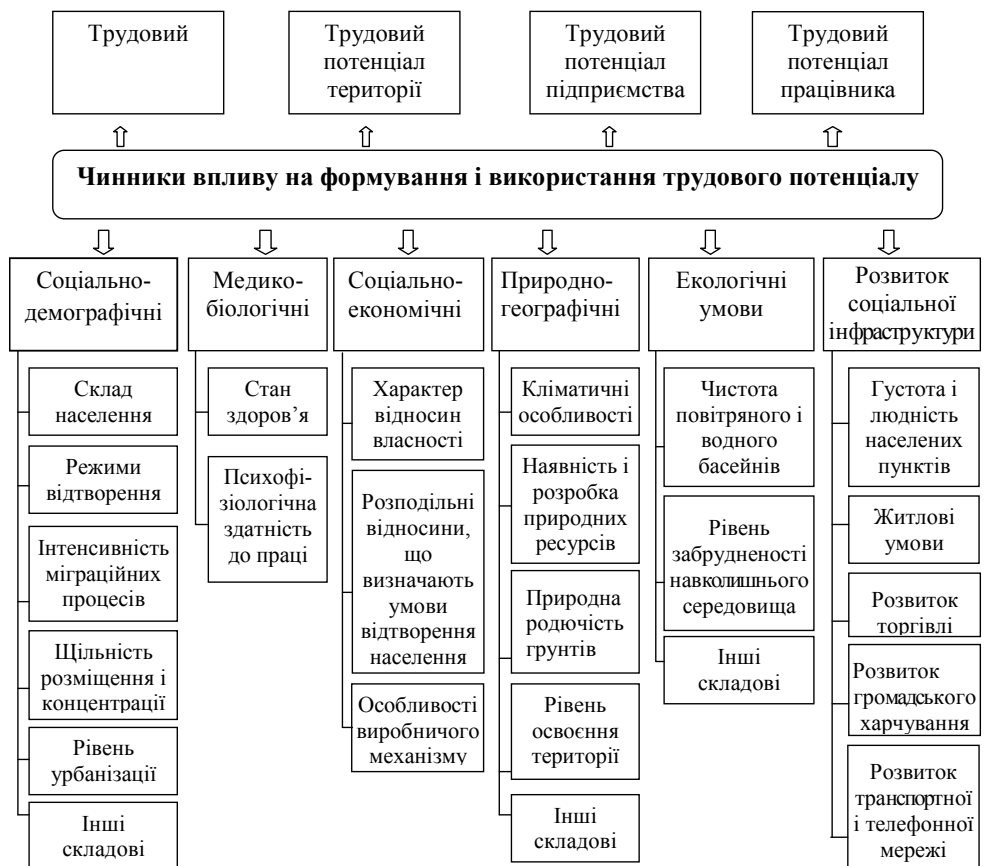 Трудовий
Трудовий
потенціал
території
Трудовий
потенціал
підприємства
Трудовий
потенціал
працівника
Чинники впливу на формування і використання трудового потенціалу
Соціально-
демографічні
Склад
населення
Режими
відтворення
Інтенсивність
міграційних
процесів
Щільність
розміщення і
концентрації
Рівень
урбанізації
Інші
складові
Медико-
біологічні
Стан
здоров’я
Психофі-
зіологічна
здатність
до праці
Соціально-
економічні
Характер
відносин
власності
Розподільні
відносини,
що
визначають
умови
відтворення
населення
Особливості
виробничого
механізму
Природно-
географічні
Кліматичні
особливості
Наявність і
розробка
природних
ресурсів
Природна
родючість
грунтів
Рівень
освоєння
території
Інші
складові
Екологічні
умови
Чистота
повітряного і
водного
басейнів
Рівень
забрудненості
навколишнього
середовища
Інші
складові
Розвиток
соціальної
інфраструктури
Густота і
людність
населених
пунктів
Житлові
умови
Розвиток
торгівлі
Розвиток
громадського
харчування
Розвиток
транспортної
і телефонної
мережі